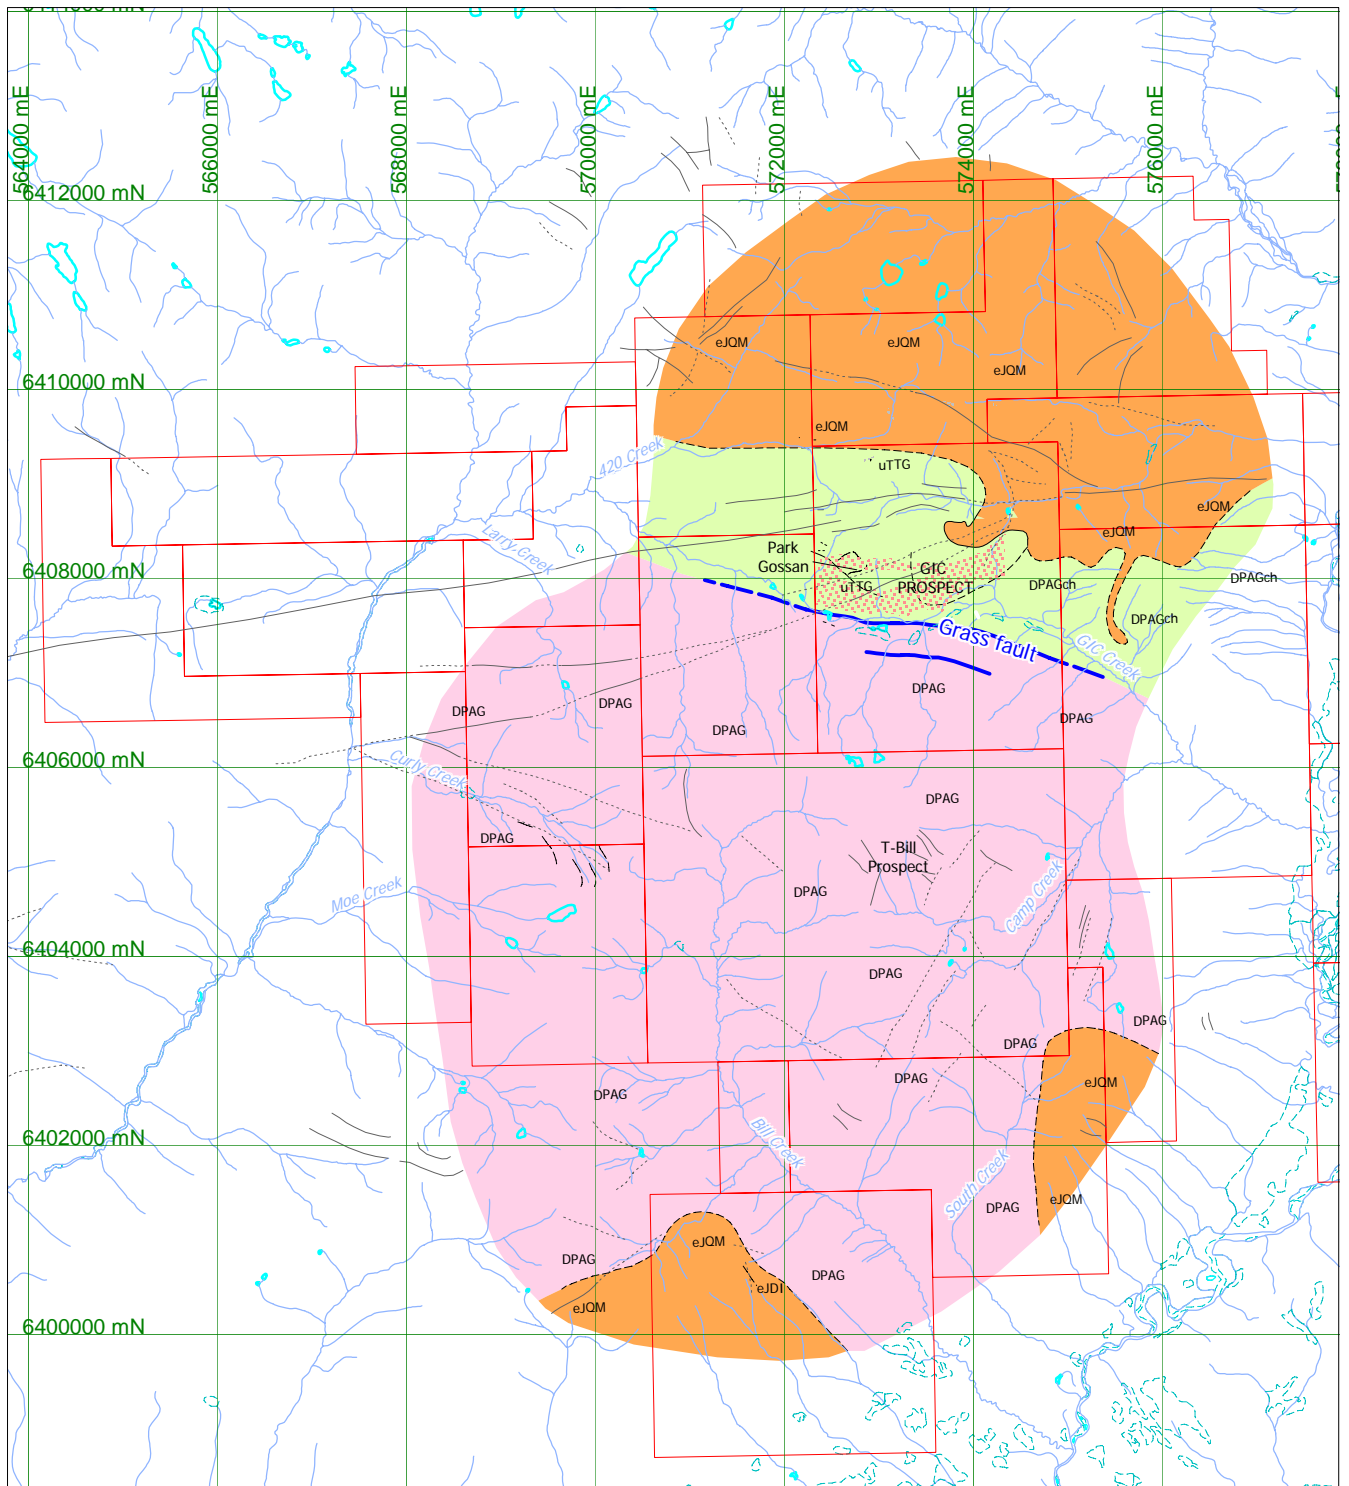 564000 mE
566000 mE
568000 mE
570000 mE
572000 mE
574000 mE
576000 mE
6412000 mN
eJQM
eJQM
eJQM
6410000 mN
eJQM
420 Creek
uTTG
eJQM
Larry Creek
eJQM
Park
Gossan
GIC
PROSPECT
6408000 mN
uTTG
DPAGch
DPAGch
DPAGch
Grass fault
GIC Creek
DPAG
DPAG
DPAG
DPAG
DPAG
6406000 mN
Curly Creek
DPAG
DPAG
T-Bill
Prospect
Moe Creek
DPAG
Camp Creek
6404000 mN
DPAG
DPAG
DPAG
DPAG
eJQM
DPAG
6402000 mN
Bill Creek
South Creek
eJQM
DPAG
eJQM
DPAG
DPAG
eJDI
eJQM
6400000 mN